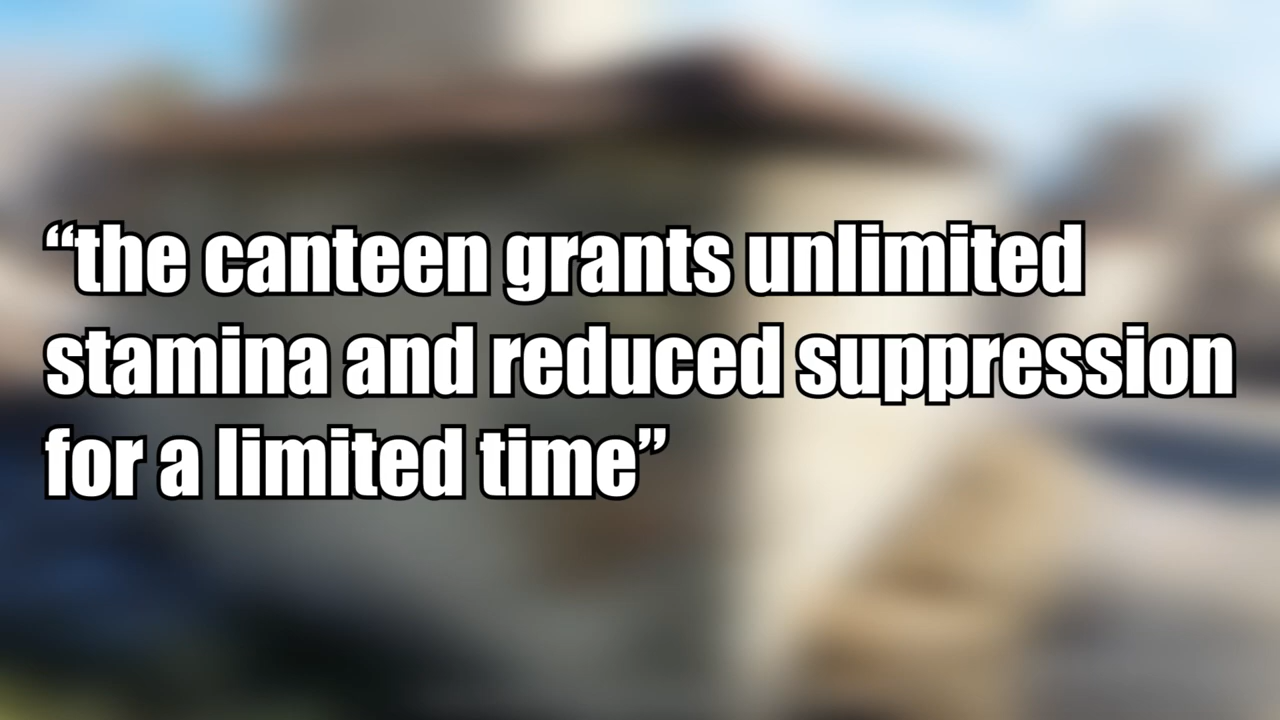 “the canteen grants unlimited
stamina and reduced suppression
for a limited time”